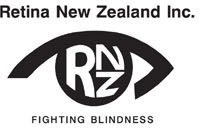 Retina New Zealand Inc.
RNZ
FIGHTING BLINDNESS